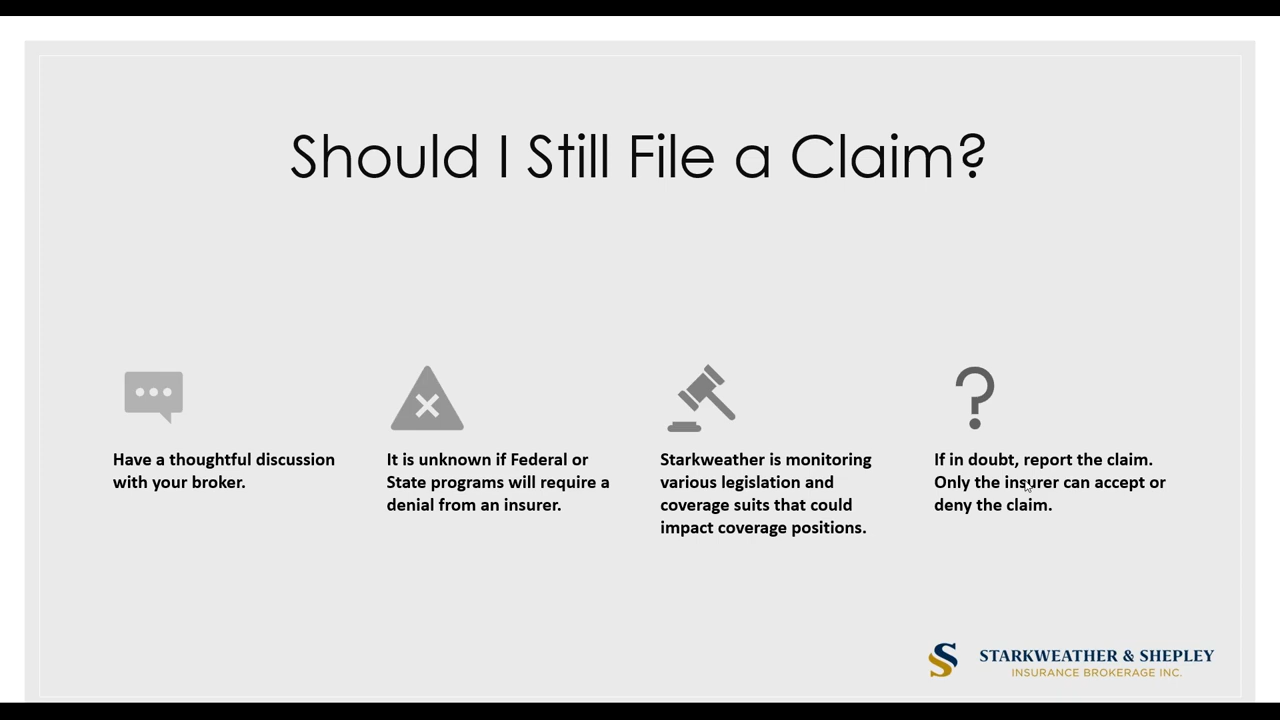 Should I Still File a Claim?
Have a thoughtful discussion
with your broker.
It is unknown if Federal or
State programs will require a
denial from an insurer.
Starkweather is monitoring
various legislation and
coverage suits that could
impact coverage positions.
If in doubt, report the claim.
Only the insurer can accept or
deny the claim.
STARKWEATHER & SHEPLEY
INSURANCE BROKERAGE INC.